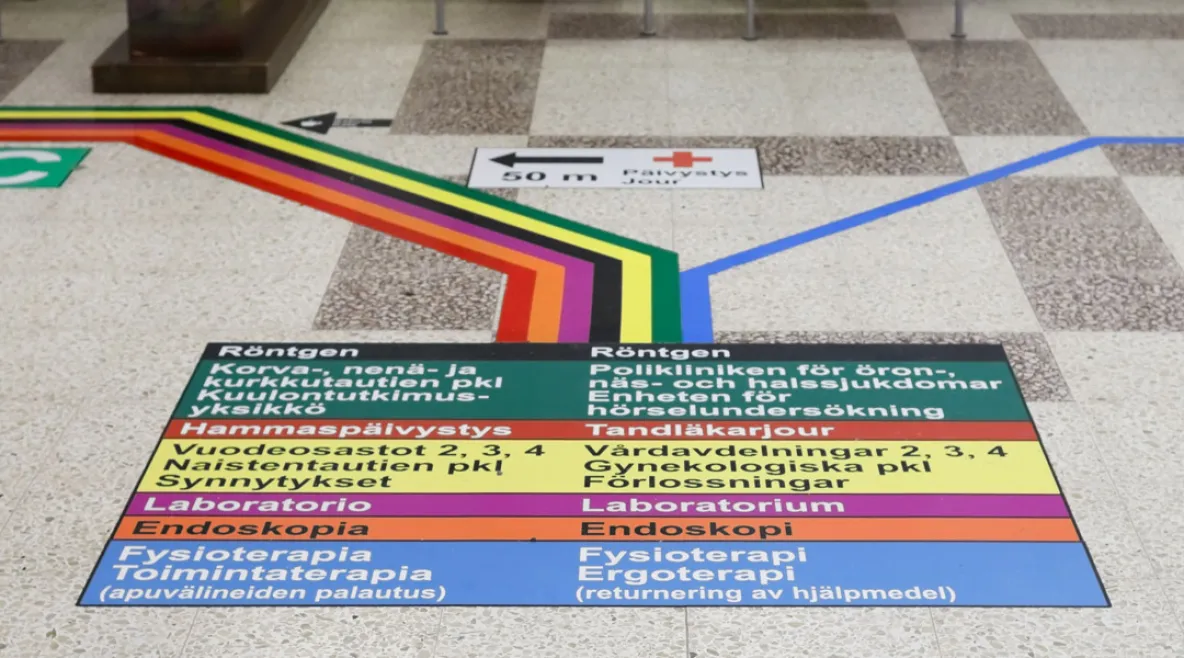 50 m
Päivystys
Jour
Röntgen
Korva-, nenä- ja
kurkkutautien pkl
Kuulontutkimus-
yksikkö
Röntgen
Polikliniken för öron-,
näs- och halssjukdomar
Enheten för
hörselundersökning
Hammaspäivystys
Tandläkarjour
Vuodeosastot 2, 3, 4
Naistentautien pkl
Synnytykset
Vårdavdelningar 2, 3, 4
Gynekologiska pkl
Förlossningar
Laboratorio
Laboratorium
Endoskopia
Endoskopi
Fysioterapia
Toimintaterapia
(apuvälineiden palautus)
Fysioterapi
Ergoterapi
(returnering av hjälpmedel)